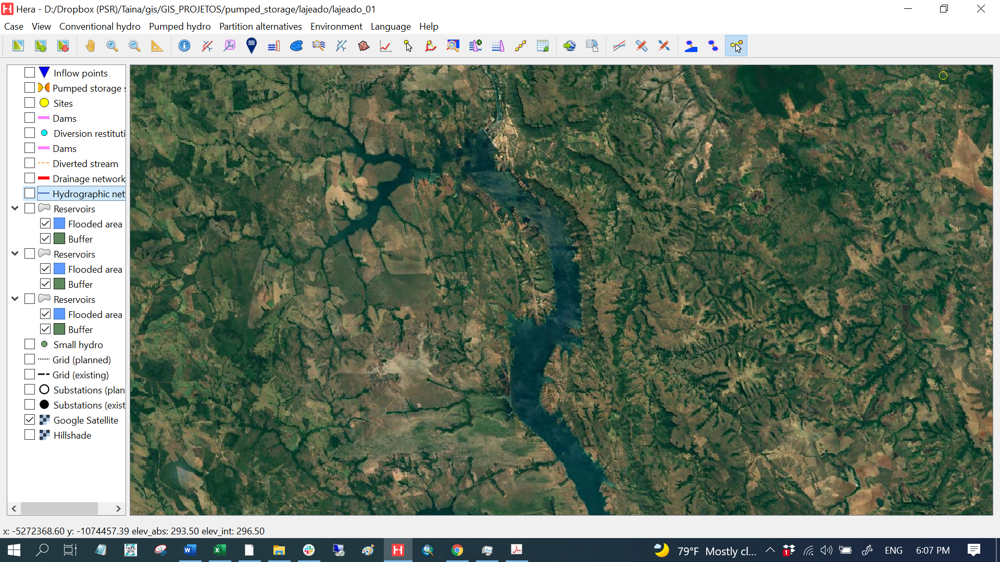 Hera - D:/Dropbox (PSR)/Taina/gis/GIS_PROJETOS/pumped_storage/lajeado/lajeado_01
Case View Conventional hydro Pumped hydro Partition alternatives Environment Language Help
Inflow points
Pumped storage s
Sites
Dams
Diversion restituti
Dams
Diverted stream
Drainage network
Hydrographic net
Reservoirs
Flooded area
Buffer
Reservoirs
Flooded area
Buffer
Reservoirs
Flooded area
Buffer
Small hydro
Grid (planned)
Grid (existing)
Substations (plan
Substations (exist
Google Satellite
Hillshade
x: -5272368.60 y: -1074457.39 elev_abs: 293.50 elev_int: 296.50
TREE WIN
79°F Mostly cl... 1 ENG 6:07 PM